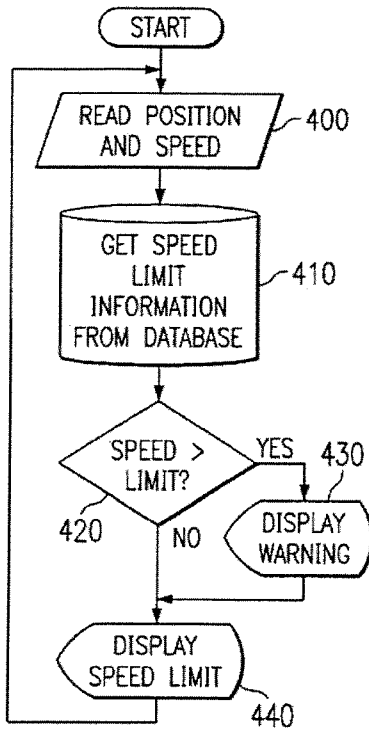 START
READ POSITION
AND SPEED
400
GET SPEED
LIMIT
INFORMATION
FROM DATABASE
410
SPEED >
LIMIT?
YES
420
NO
430
DISPLAY
WARNING
DISPLAY
SPEED LIMIT
440